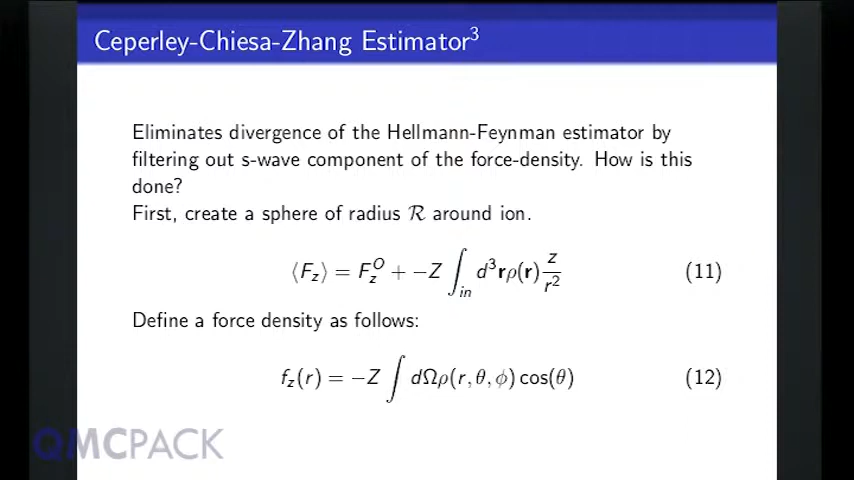 Ceperley-Chiesa-Zhang Estimator³
Eliminates divergence of the Hellmann-Feynman estimator by
filtering out s-wave component of the force-density. How is this
done?
First, create a sphere of radius ℛ around ion.
⟨F_z⟩ = F_z^O + −Z ∫_in d³𝐫ρ(𝐫) z/r² (11)
Define a force density as follows:
f_z(r) = −Z ∫ dΩρ(r, θ, ϕ) cos(θ) (12)
QMCPACK